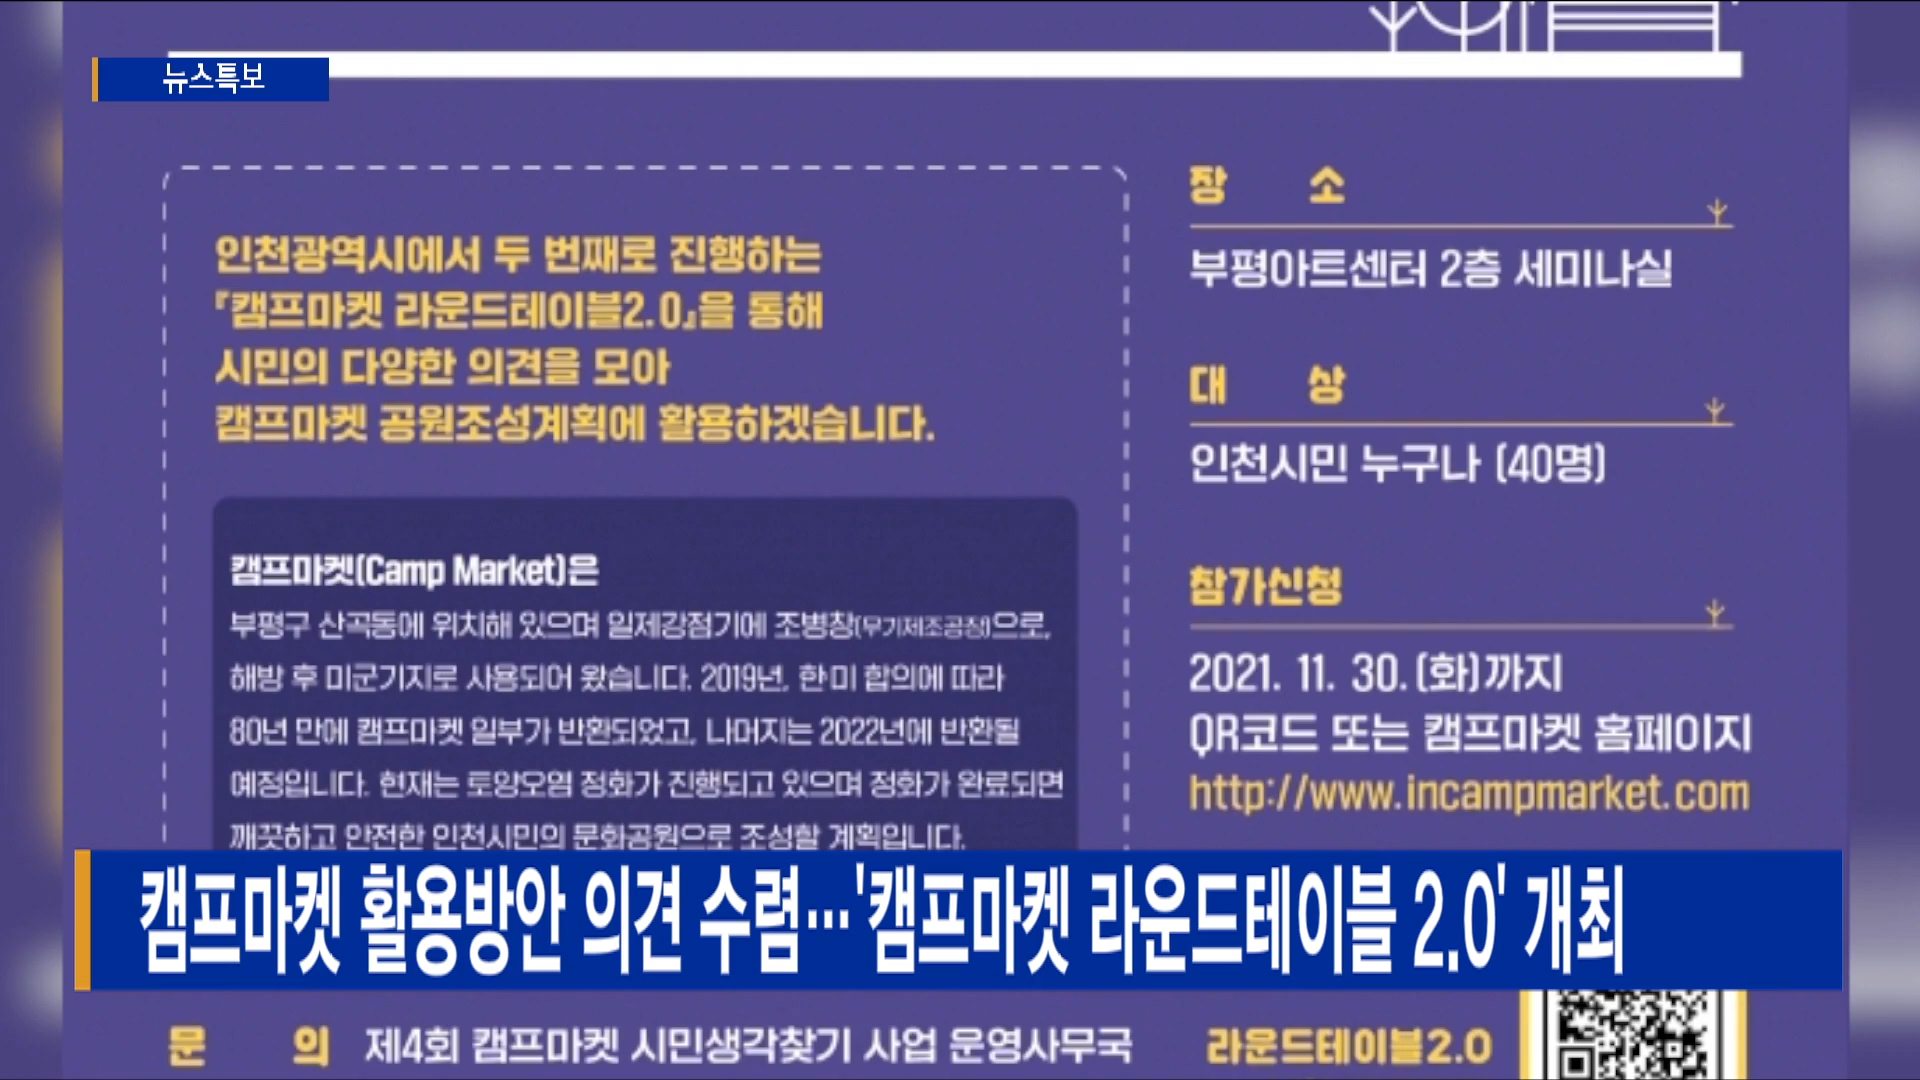 뉴스특보
인천광역시에서 두 번째로 진행하는
『캠프마켓 라운드테이블2.0』을 통해
시민의 다양한 의견을 모아
캠프마켓 공원조성계획에 활용하겠습니다.
캠프마켓(Camp Market)은
부평구 산곡동에 위치해 있으며 일제강점기에 조병창(무기제조공장)으로,
해방 후 미군기지로 사용되어 왔습니다. 2019년, 한·미 합의에 따라
80년 만에 캠프마켓 일부가 반환되었고, 나머지는 2022년에 반환될
예정입니다. 현재는 토양오염 정화가 진행되고 있으며 정화가 완료되면
깨끗하고 안전한 인천시민의 문화공원으로 조성할 계획입니다.
장 소
부평아트센터 2층 세미나실
대 상
인천시민 누구나 (40명)
참가신청
2021. 11. 30.(화)까지
QR코드 또는 캠프마켓 홈페이지
http://www.incampmarket.com
캠프마켓 활용방안 의견 수렴…'캠프마켓 라운드테이블 2.0' 개최
문 의 제4회 캠프마켓 시민생각찾기 사업 운영사무국
라운드테이블2.0